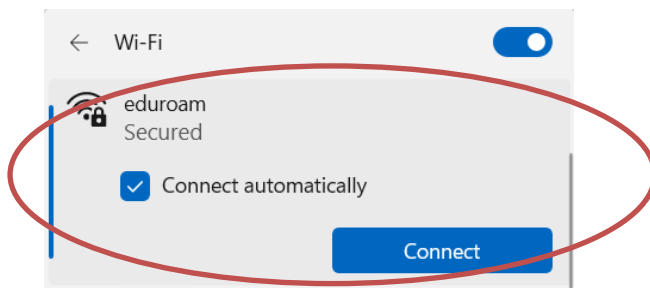 Wi-Fi
eduroam
Secured
Connect automatically
Connect